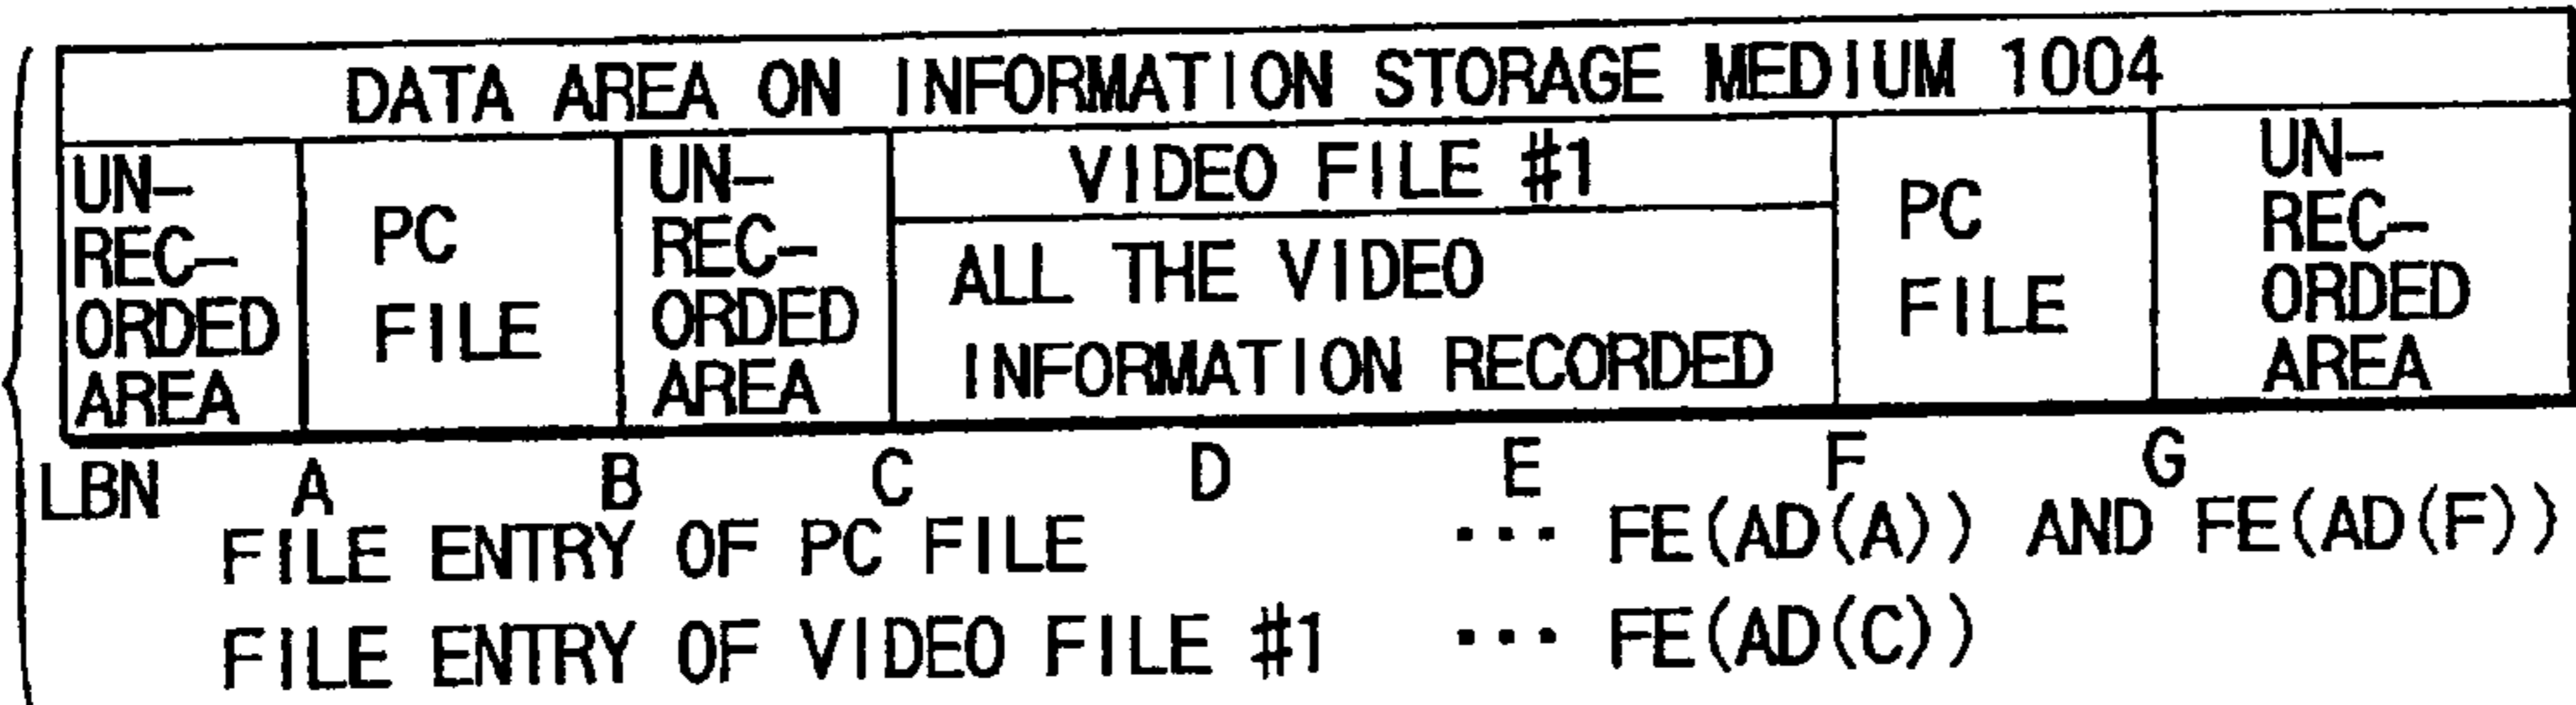 DATA AREA ON INFORMATION STORAGE MEDIUM 1004
UN-
REC-
ORDED
AREA
PC
FILE
UN-
REC-
ORDED
AREA
VIDEO FILE #1
ALL THE VIDEO
INFORMATION RECORDED
PC
FILE
UN-
REC-
ORDED
AREA
LBN A B C D E F G
FILE ENTRY OF PC FILE ··· FE(AD(A)) AND FE(AD(F))
FILE ENTRY OF VIDEO FILE #1 ··· FE(AD(C))